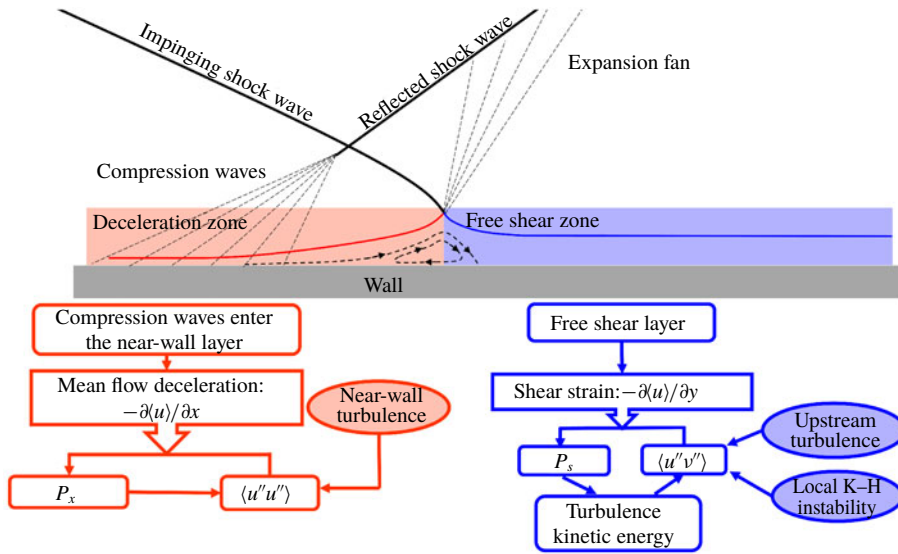 Impinging shock wave
Reflected shock wave
Expansion fan
Compression waves
Deceleration zone
Free shear zone
Wall
Compression waves enter
the near-wall layer
Mean flow deceleration:
−∂⟨u⟩/∂x
Near-wall
turbulence
P_x
⟨u″u″⟩
Free shear layer
Shear strain:−∂⟨u⟩/∂y
Upstream
turbulence
P_s
⟨u″v″⟩
Local K–H
instability
Turbulence
kinetic energy